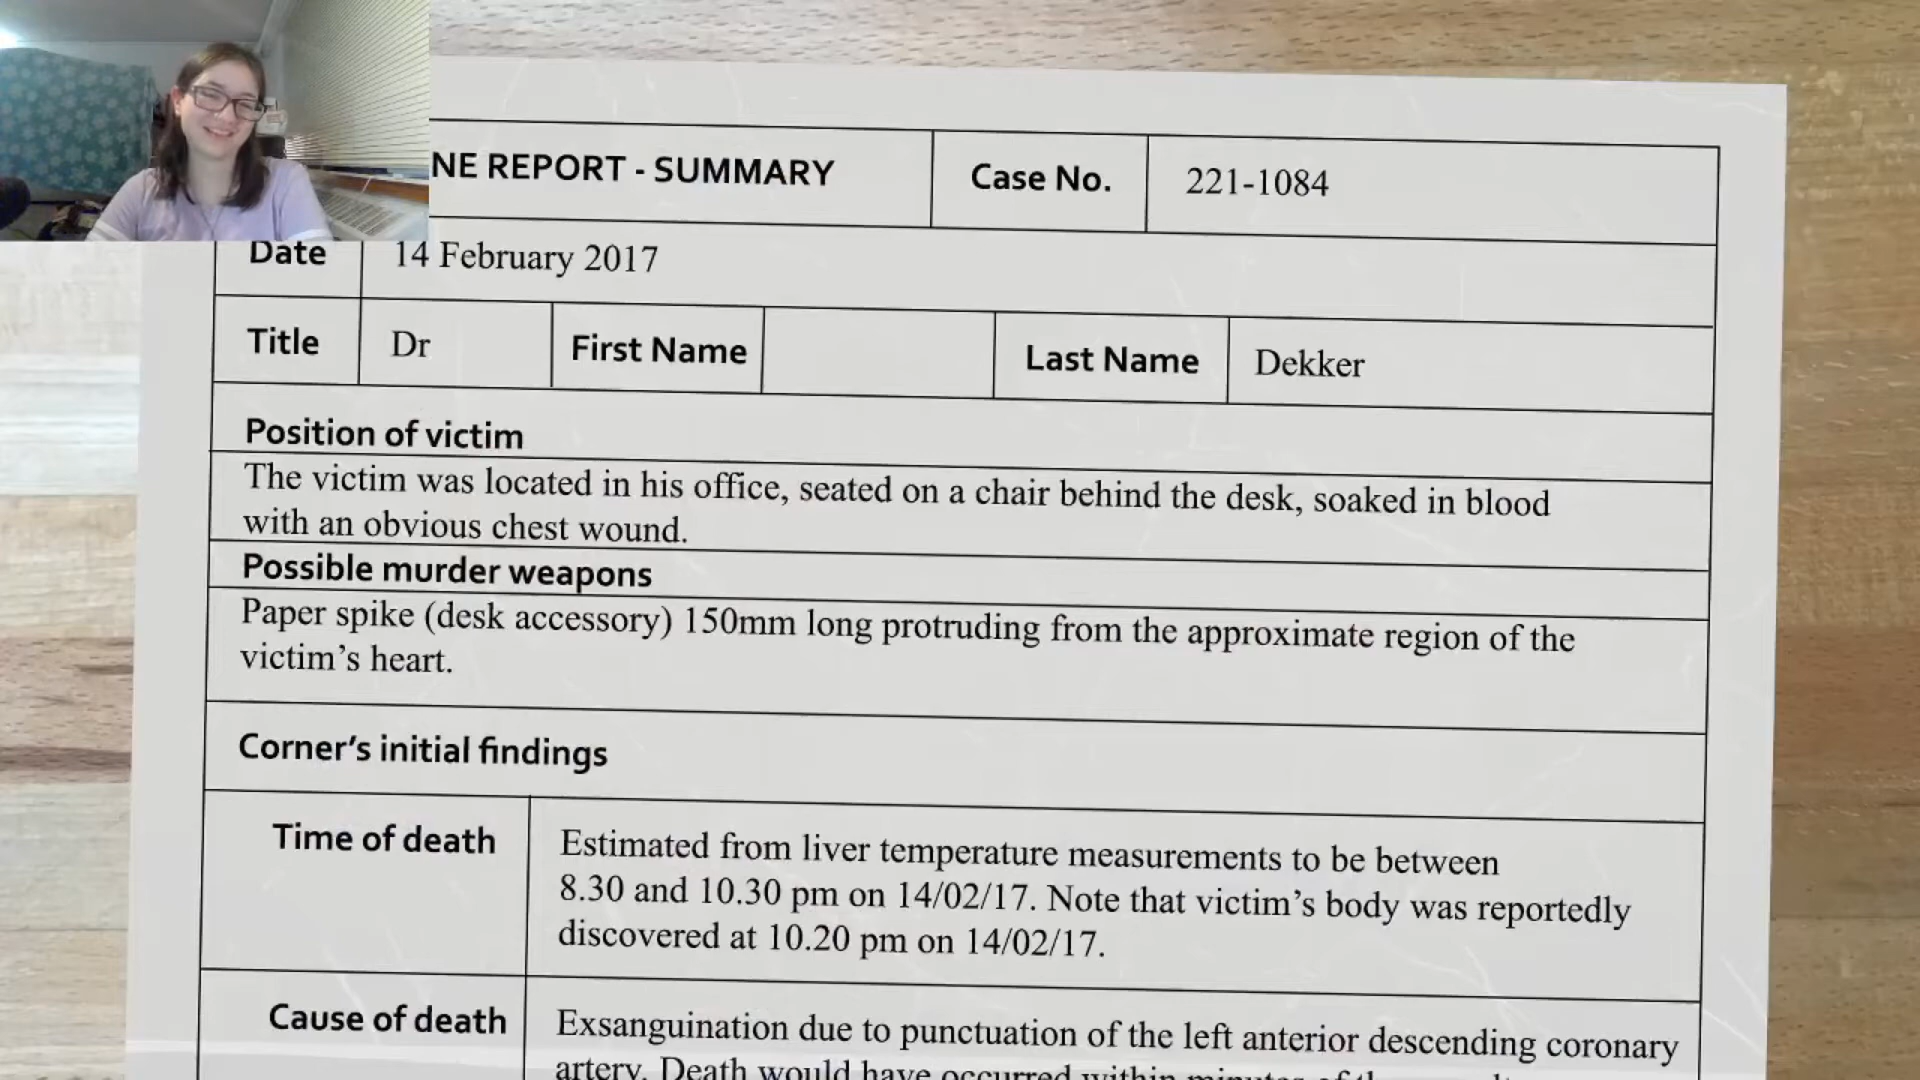 NE REPORT - SUMMARY Case No. 221-1084
Date 14 February 2017
Title Dr First Name Last Name Dekker
Position of victim
The victim was located in his office, seated on a chair behind the desk, soaked in blood
with an obvious chest wound.
Possible murder weapons
Paper spike (desk accessory) 150mm long protruding from the approximate region of the
victim's heart.
Corner's initial findings
Time of death Estimated from liver temperature measurements to be between
8.30 and 10.30 pm on 14/02/17. Note that victim's body was reportedly
discovered at 10.20 pm on 14/02/17.
Cause of death Exsanguination due to punctuation of the left anterior descending coronary
artery. Death would have occurred within minutes of the